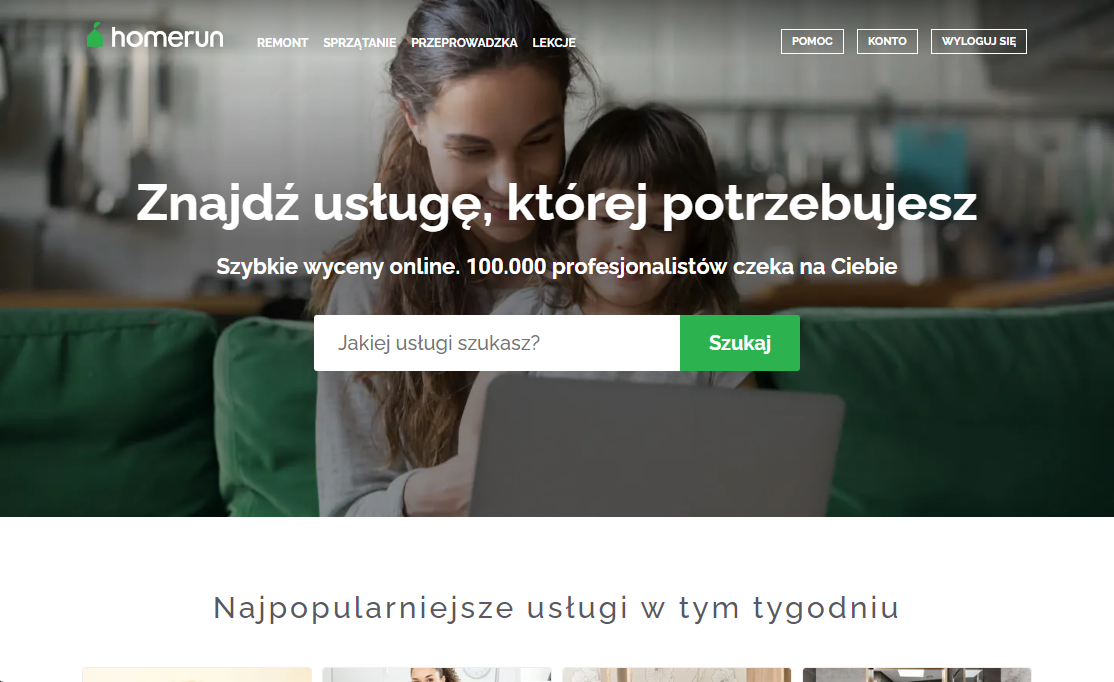 homerun
REMONT SPRZĄTANIE PRZEPROWADZKA LEKCJE
POMOC KONTO WYLOGUJ SIĘ
Znajdź usługę, której potrzebujesz
Szybkie wyceny online. 100.000 profesjonalistów czeka na Ciebie
Jakiej usługi szukasz? Szukaj
Najpopularniejsze usługi w tym tygodniu